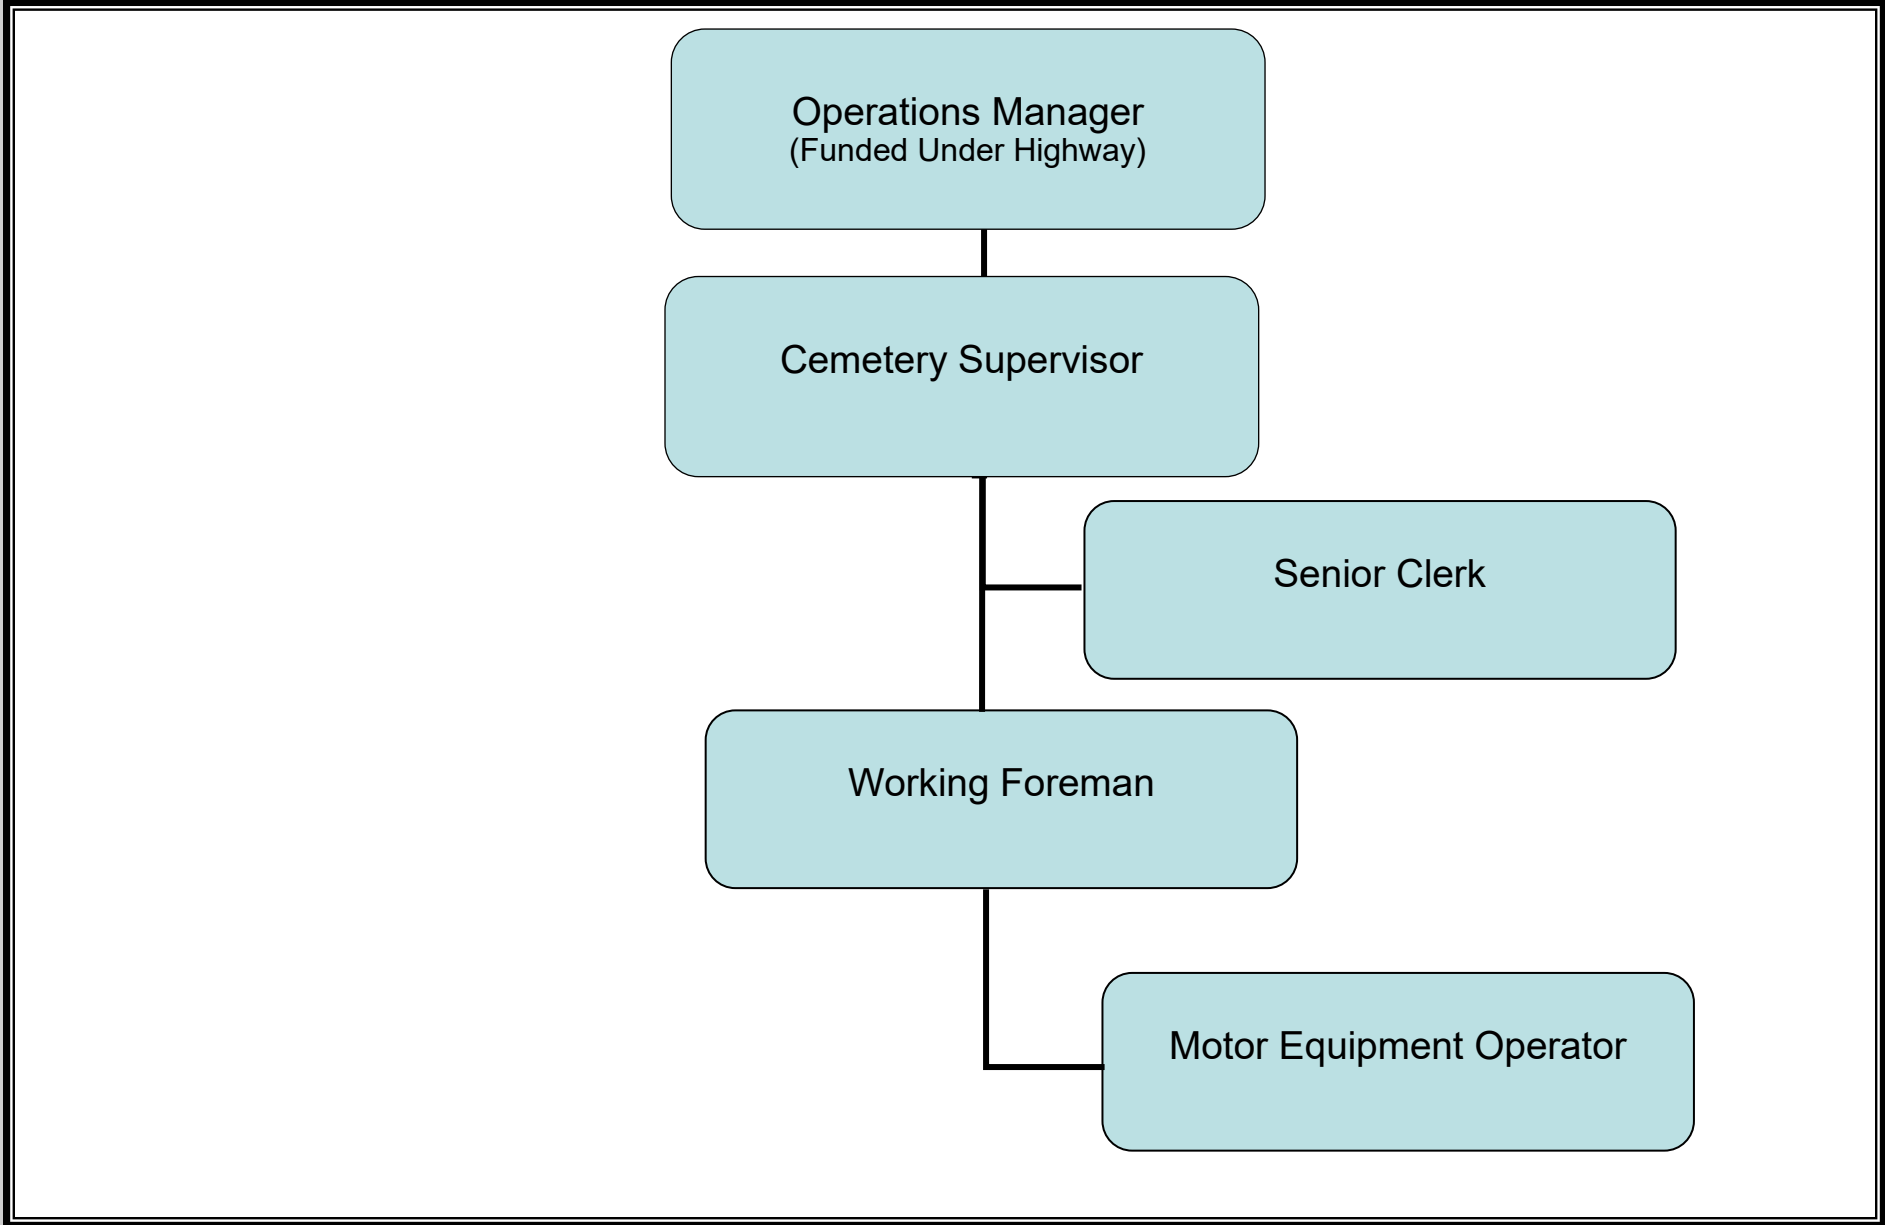 Operations Manager
(Funded Under Highway)
Cemetery Supervisor
Senior Clerk
Working Foreman
Motor Equipment Operator